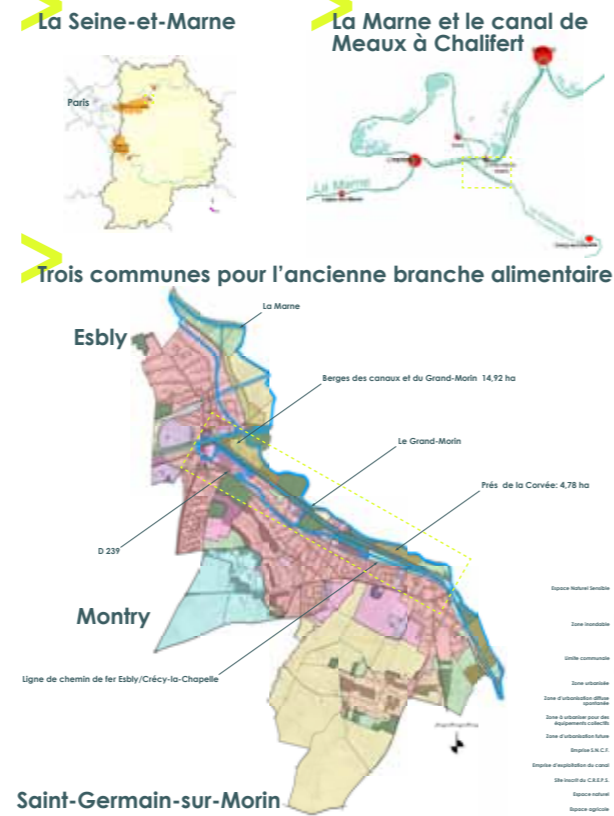 La Seine-et-Marne
Paris
La Marne et le canal de
Meaux à Chalifert
La Marne
Trois communes pour l'ancienne branche alimentaire
La Marne
Esbly
Berges des canaux et du Grand-Morin 14,92 ha
Le Grand-Morin
Prés de la Corvée: 4,78 ha
D 239
Montry
Ligne de chemin de fer Esbly/Crécy-la-Chapelle
Saint-Germain-sur-Morin
Espace Naturel Sensible
Zone inondable
Limite communale
Zone urbanisée
Zone d'urbanisation diffuse
spontanée
Zone à urbaniser pour des
équipements collectifs
Zone d'urbanisation future
Emprise S.N.C.F.
Emprise d'exploitation du canal
Site inscrit du C.R.E.P.S.
Espace naturel
Espace agricole